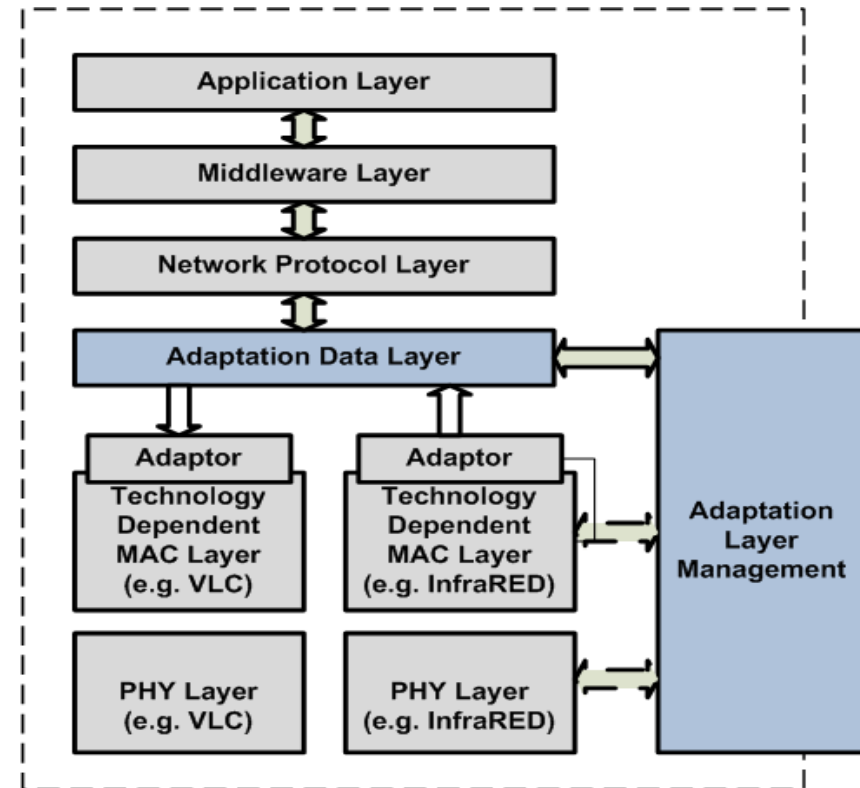 Application Layer
Middleware Layer
Network Protocol Layer
Adaptation Data Layer
Adaptor
Technology
Dependent
MAC Layer
(e.g. VLC)
Adaptor
Technology
Dependent
MAC Layer
(e.g. InfraRED)
Adaptation
Layer
Management
PHY Layer
(e.g. VLC)
PHY Layer
(e.g. InfraRED)